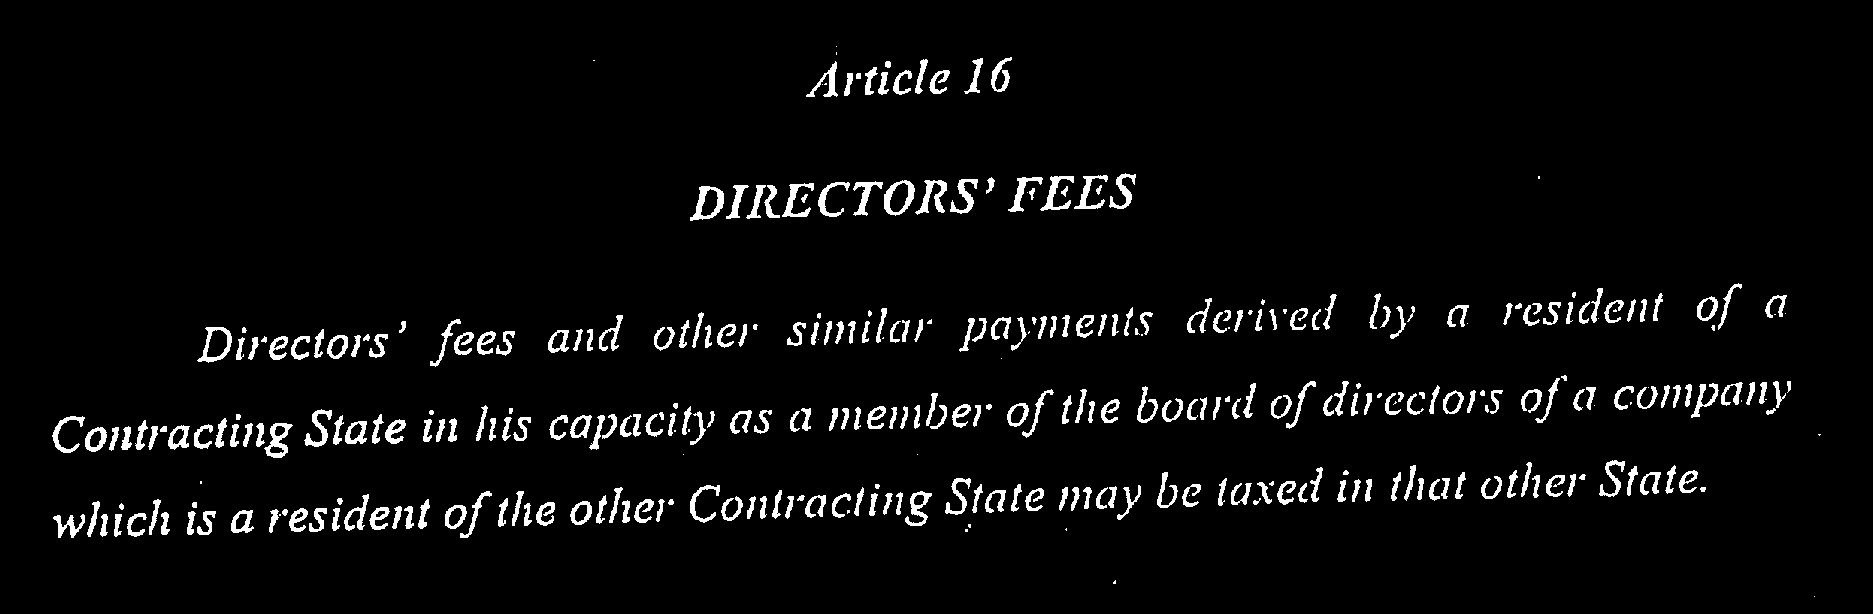 Article 16
DIRECTORS' FEES
Directors' fees and other similar payments derived by a resident of a
Contracting State in his capacity as a member of the board of directors of a company
which is a resident of the other Contracting State may be taxed in that other State.